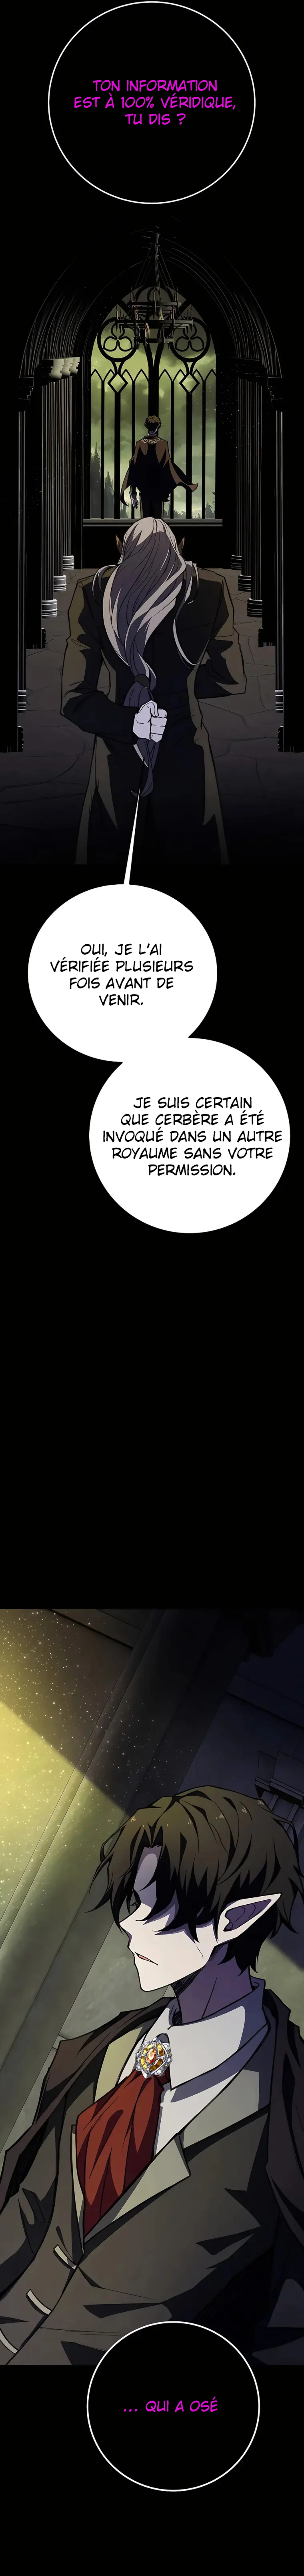 TON INFORMATION
EST À 100% VÉRIDIQUE,
TU DIS ?
OUI, JE L'AI
VÉRIFIÉE PLUSIEURS
FOIS AVANT DE
VENIR.
JE SUIS CERTAIN
QUE CERBÈRE A ÉTÉ
INVOQUÉ DANS UN AUTRE
ROYAUME SANS VOTRE
PERMISSION.
... QUI A OSÉ